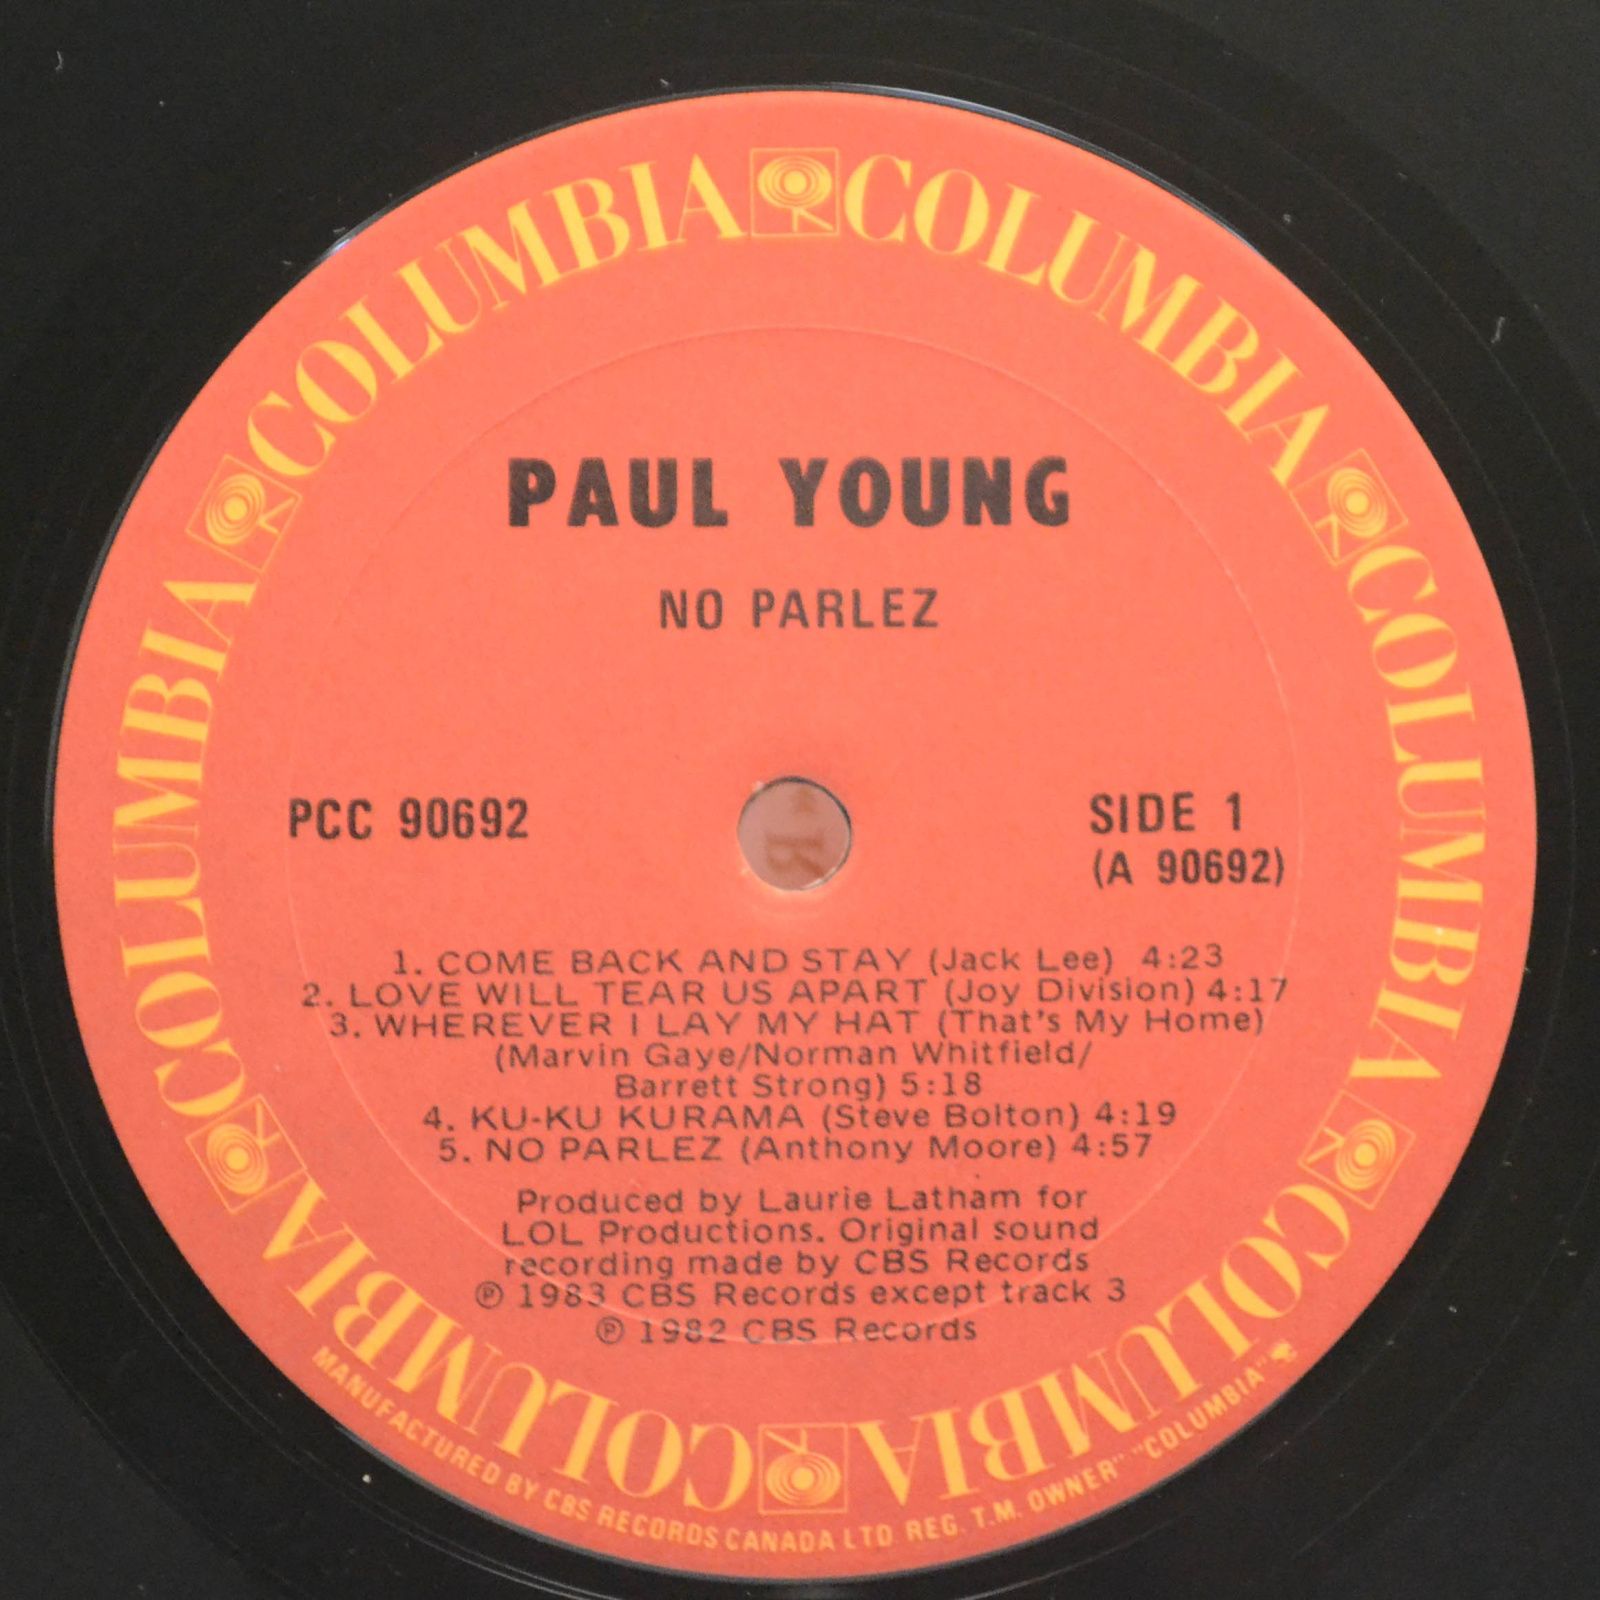 COLUMBIA COLUMBIA COLUMBIA COLUMBIA COLUMBIA COLUMBIA
PAUL YOUNG
NO PARLEZ
PCC 90692
SIDE 1
(A 90692)
1. COME BACK AND STAY (Jack Lee) 4:23
2. LOVE WILL TEAR US APART (Joy Division) 4:17
3. WHEREVER I LAY MY HAT (That's My Home)
(Marvin Gaye/Norman Whitfield/
Barrett Strong) 5:18
4. KU-KU KURAMA (Steve Bolton) 4:19
5. NO PARLEZ (Anthony Moore) 4:57
Produced by Laurie Latham for
LOL Productions. Original sound
recording made by CBS Records
℗ 1983 CBS Records except track 3
℗ 1982 CBS Records
MANUFACTURED BY CBS RECORDS CANADA LTD REG. T.M. OWNER" "COLUMBIA"